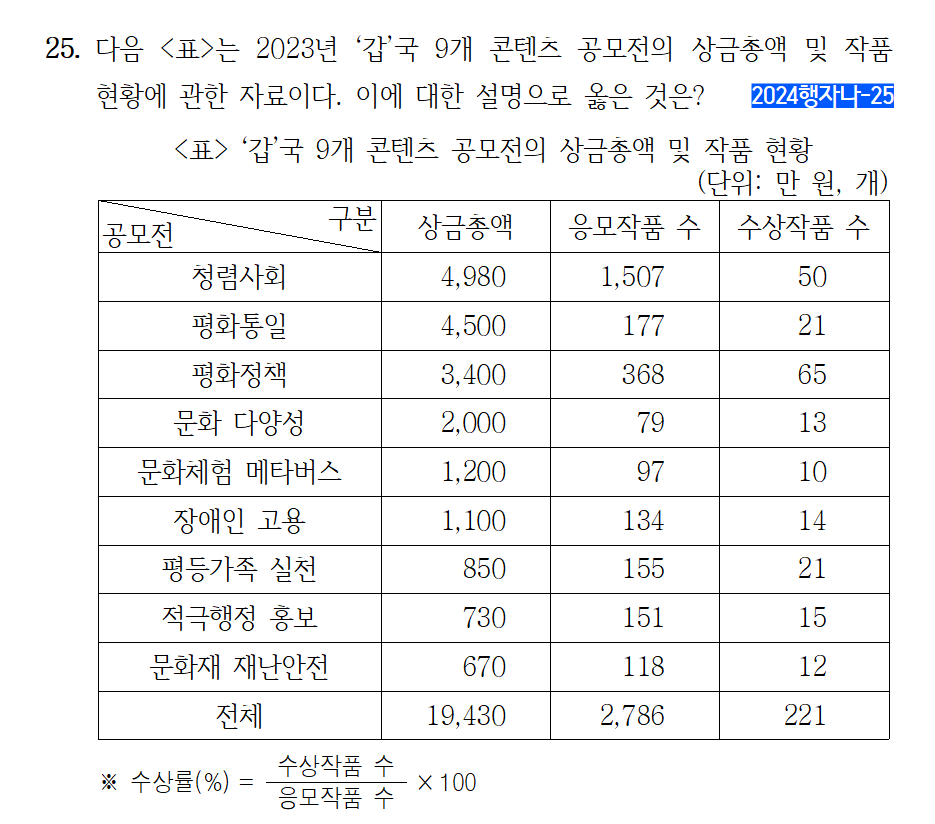 25. 다음 <표>는 2023년 ‘갑’국 9개 콘텐츠 공모전의 상금총액 및 작품
현황에 관한 자료이다. 이에 대한 설명으로 옳은 것은? 2024행자나-25
<표> ‘갑’국 9개 콘텐츠 공모전의 상금총액 및 작품 현황
(단위: 만 원, 개)
구분
공모전 상금총액 응모작품 수 수상작품 수
청렴사회 4,980 1,507 50
평화통일 4,500 177 21
평화정책 3,400 368 65
문화 다양성 2,000 79 13
문화체험 메타버스 1,200 97 10
장애인 고용 1,100 134 14
평등가족 실천 850 155 21
적극행정 홍보 730 151 15
문화재 재난안전 670 118 12
전체 19,430 2,786 221
※ 수상률(%) = 수상작품 수 / 응모작품 수 × 100